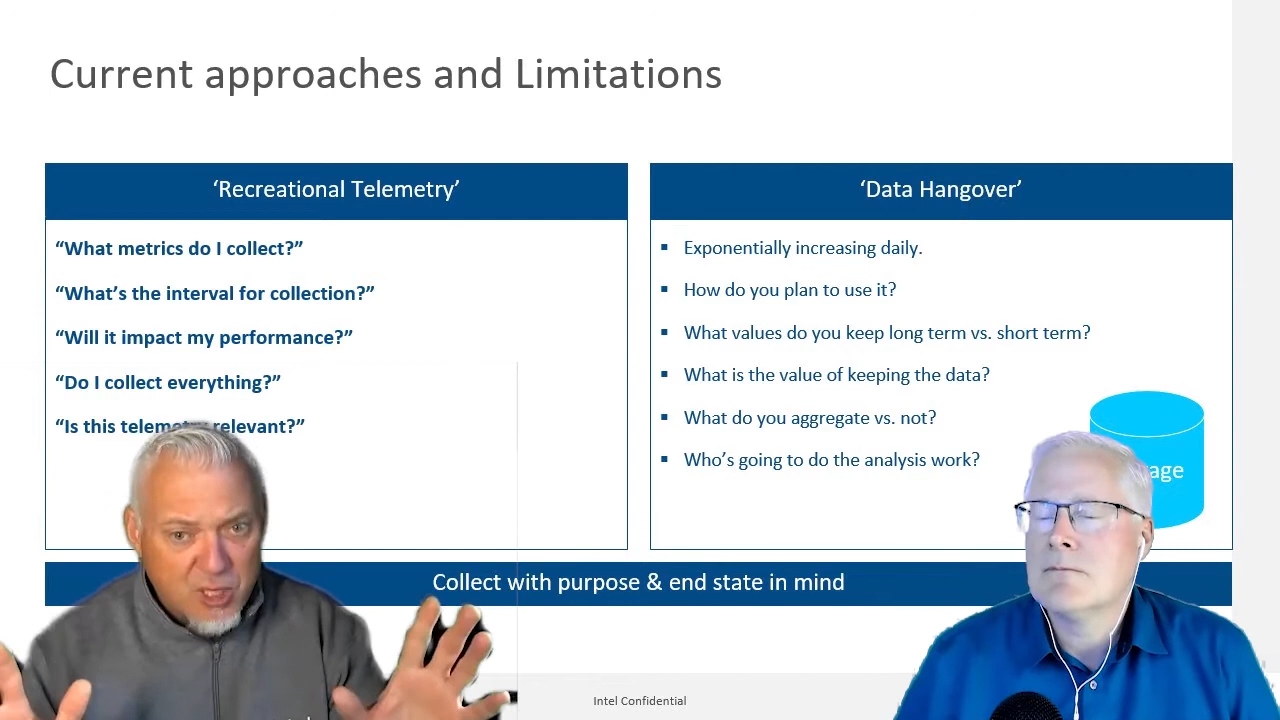 Current approaches and Limitations
‘Recreational Telemetry’
“What metrics do I collect?”
“What’s the interval for collection?”
“Will it impact my performance?”
“Do I collect everything?”
“Is this relevant?”
‘Data Hangover’
Exponentially increasing daily.
How do you plan to use it?
What values do you keep long term vs. short term?
What is the value of keeping the data?
What do you aggregate vs. not?
Who’s going to do the analysis work?
Collect with purpose & end state in mind
Intel Confidential